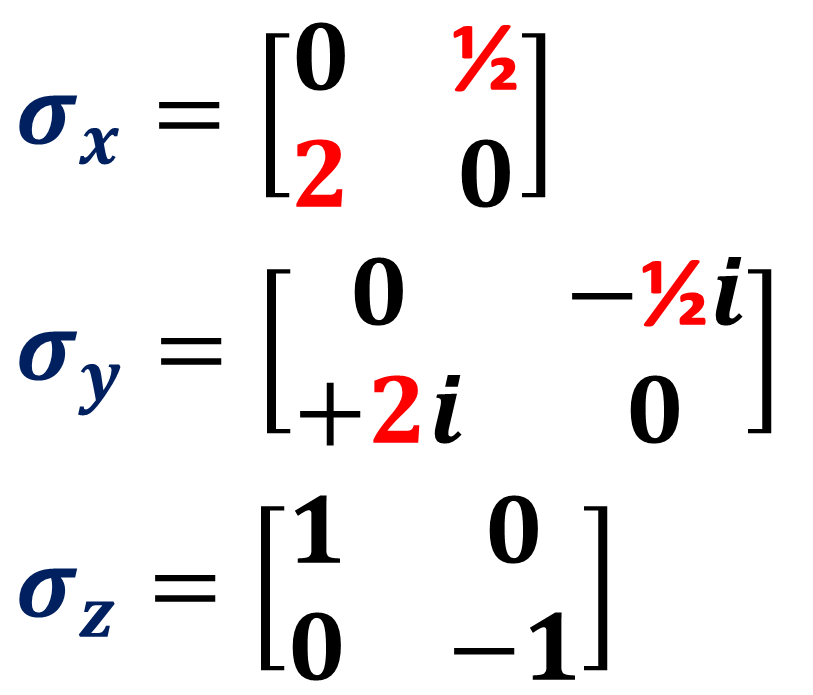 σx = [0 ½
2 0]
σy = [0 −½i
+2i 0]
σz = [1 0
0 −1]